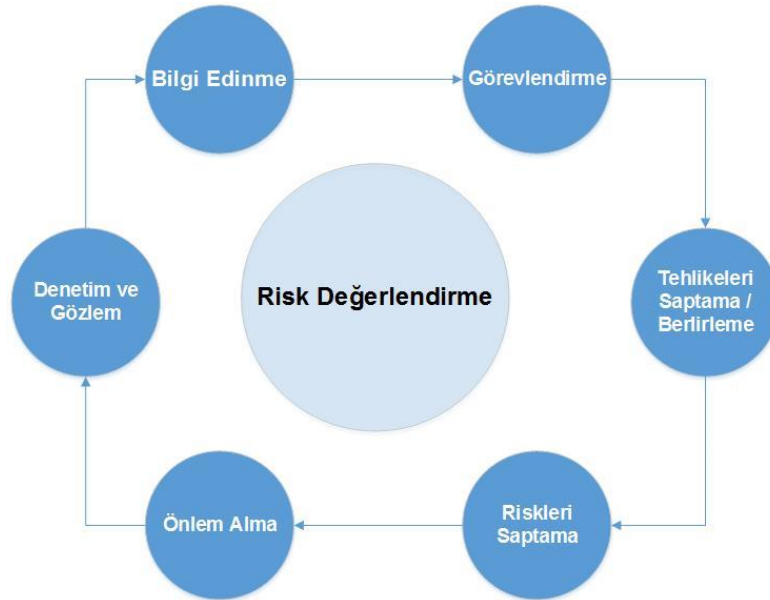 Bilgi Edinme
Görevlendirme
Tehlikeleri
Saptama /
Berlirleme
Riskleri
Saptama
Önlem Alma
Denetim ve
Gözlem
Risk Değerlendirme